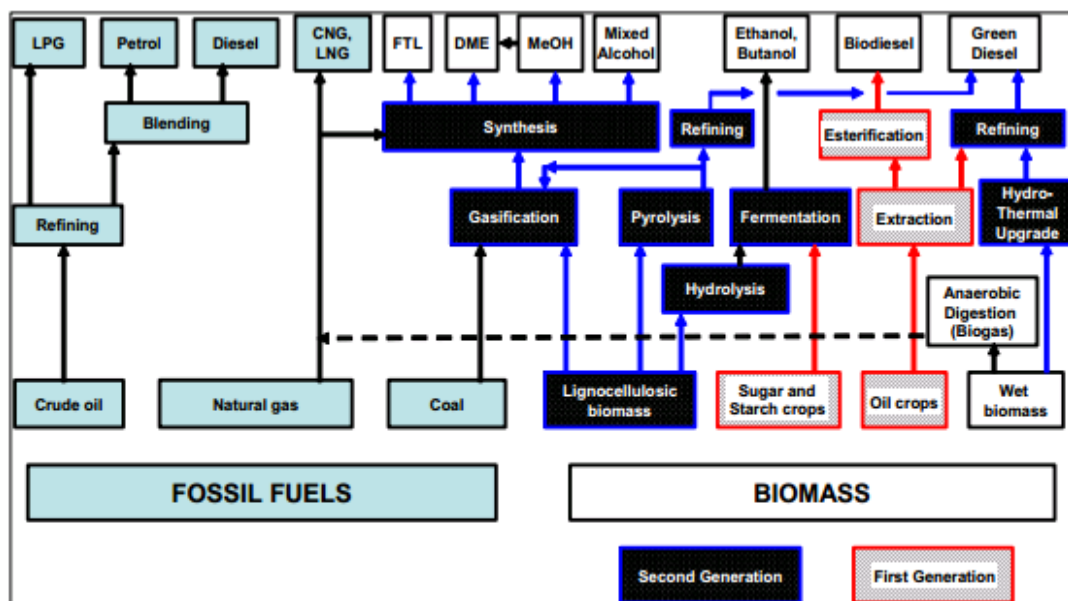 LPG
Petrol
Diesel
CNG,
LNG
FTL
DME
MeOH
Mixed
Alcohol
Ethanol,
Butanol
Biodiesel
Green
Diesel
Blending
Synthesis
Refining
Esterification
Refining
Refining
Gasification
Pyrolysis
Fermentation
Extraction
Hydro-
Thermal
Upgrade
Hydrolysis
Anaerobic
Digestion
(Biogas)
Crude oil
Natural gas
Coal
Lignocellulosic
biomass
Sugar and
Starch crops
Oil crops
Wet
biomass
FOSSIL FUELS
BIOMASS
Second Generation
First Generation